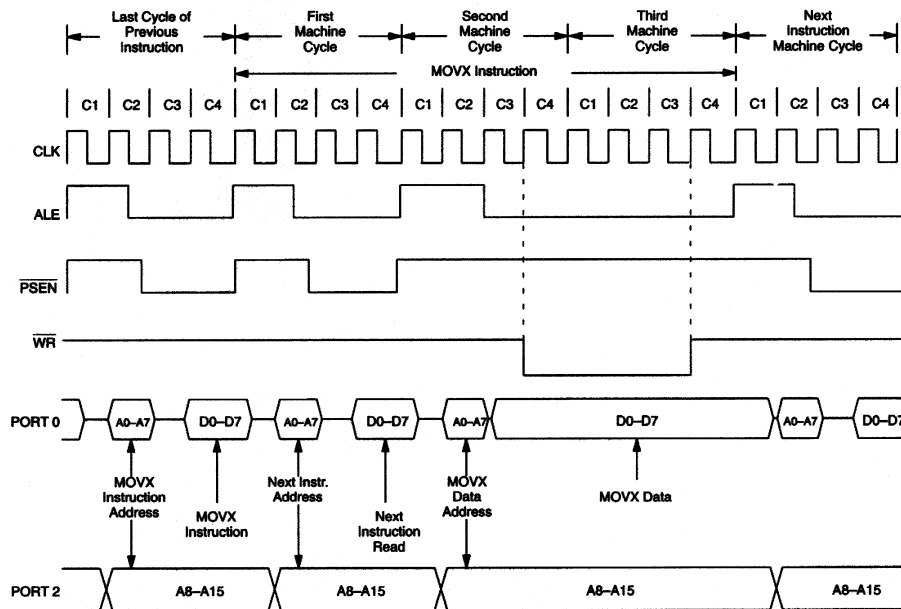 Last Cycle of Previous Instruction
First Machine Cycle
Second Machine Cycle
Third Machine Cycle
Next Instruction Machine Cycle
MOVX Instruction
C1 C2 C3 C4 C1 C2 C3 C4 C1 C2 C3 C4 C1 C2 C3 C4 C1 C2 C3 C4
CLK
ALE
PSEN
WR
PORT 0 A0–A7 D0–D7 A0–A7 D0–D7 A0–A7 D0–D7 A0–A7 D0–D7
MOVX Instruction Address
MOVX Instruction
Next Instr. Address
Next Instruction Read
MOVX Data Address
MOVX Data
PORT 2 A8–A15 A8–A15 A8–A15 A8–A15